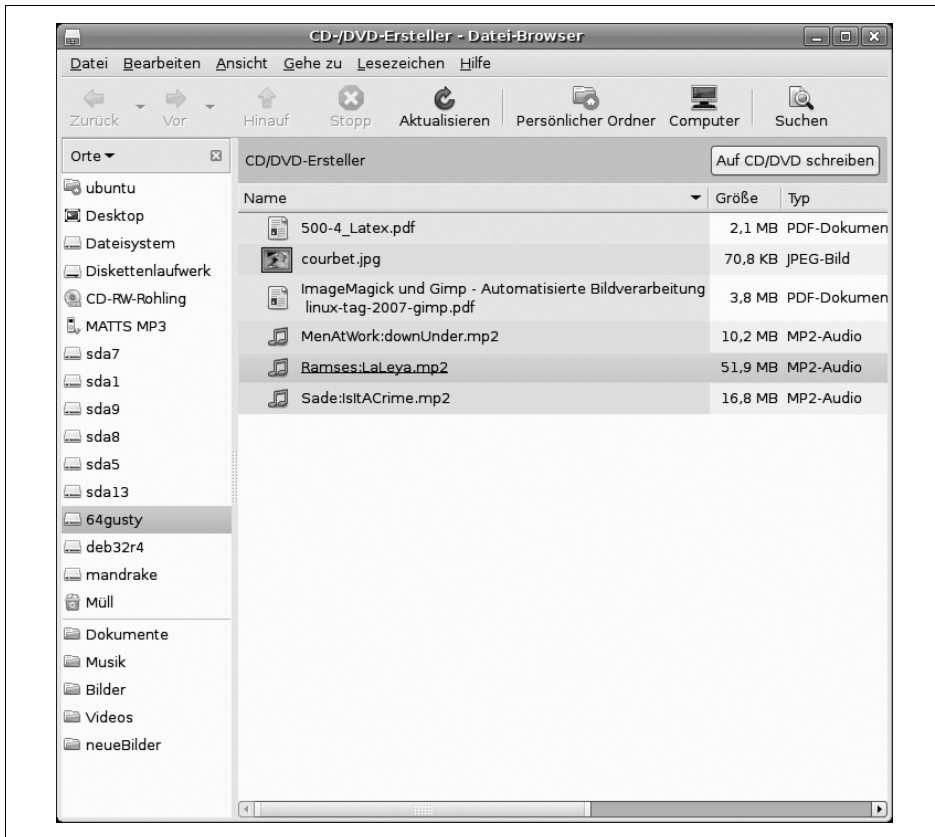 CD-/DVD-Ersteller - Datei-Browser
Datei Bearbeiten Ansicht Gehe zu Lesezeichen Hilfe
Zurück Vor Hinauf Stopp Aktualisieren Persönlicher Ordner Computer Suchen
Orte
CD/DVD-Ersteller
Auf CD/DVD schreiben
ubuntu
Desktop
Dateisystem
Diskettenlaufwerk
CD-RW-Rohling
MATTS MP3
sda7
sda1
sda9
sda8
sda5
sda13
64gusty
deb32r4
mandrake
Müll
Dokumente
Musik
Bilder
Videos
neueBilder
Name Größe Typ
500-4_Latex.pdf 2,1 MB PDF-Dokumen
courbet.jpg 70,8 KB JPEG-Bild
ImageMagick und Gimp - Automatisierte Bildverarbeitung
linux-tag-2007-gimp.pdf 3,8 MB PDF-Dokumen
MenAtWork:downUnder.mp2 10,2 MB MP2-Audio
Ramses:LaLeya.mp2 51,9 MB MP2-Audio
Sade:IsItACrime.mp2 16,8 MB MP2-Audio